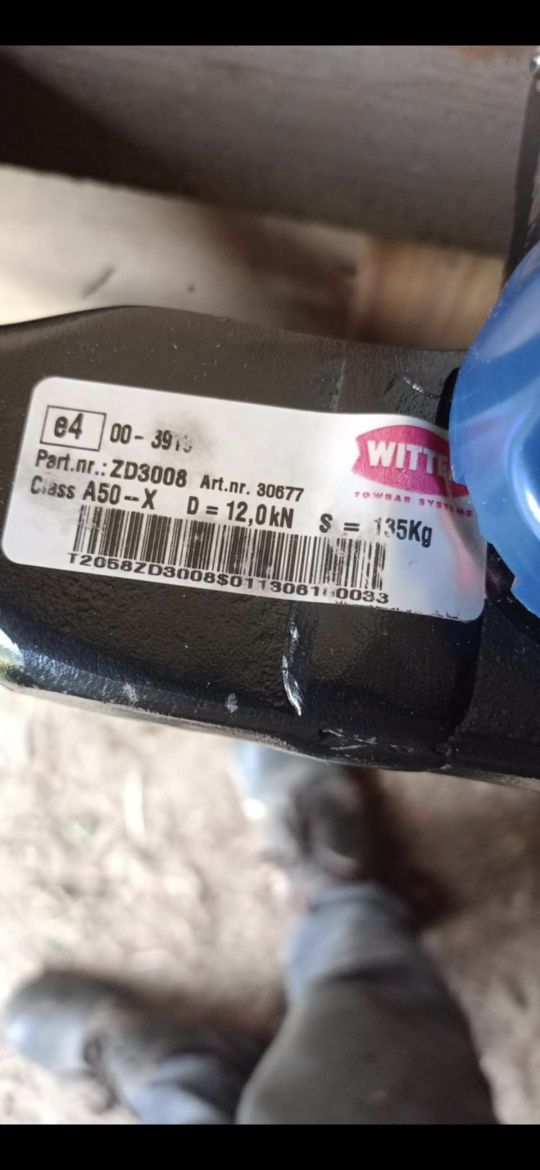 e4 00-391
WITTE
TOWBAR SYSTEMS
Part.nr.: ZD3008 Art.nr. 30677
Class A50--X D = 12,0kN S = 135Kg